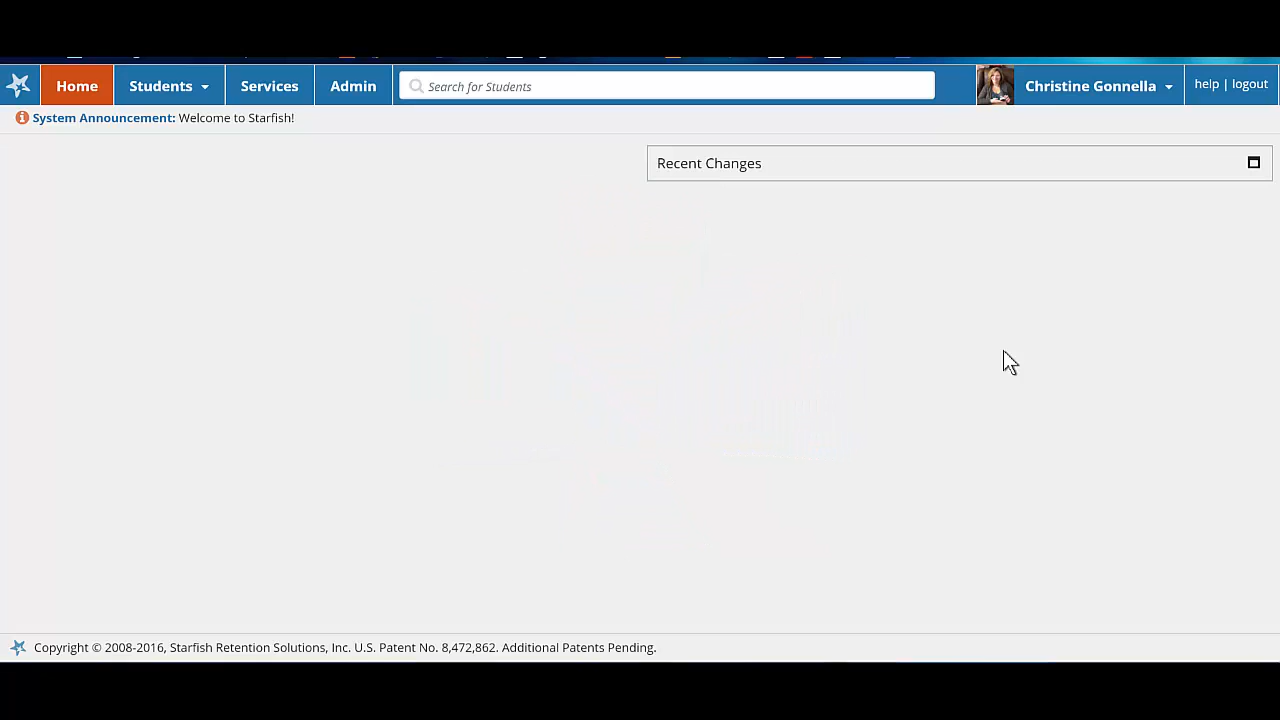 Home Students Services Admin Search for Students Christine Gonnella help | logout
System Announcement: Welcome to Starfish!
Recent Changes
Copyright © 2008-2016, Starfish Retention Solutions, Inc. U.S. Patent No. 8,472,862. Additional Patents Pending.